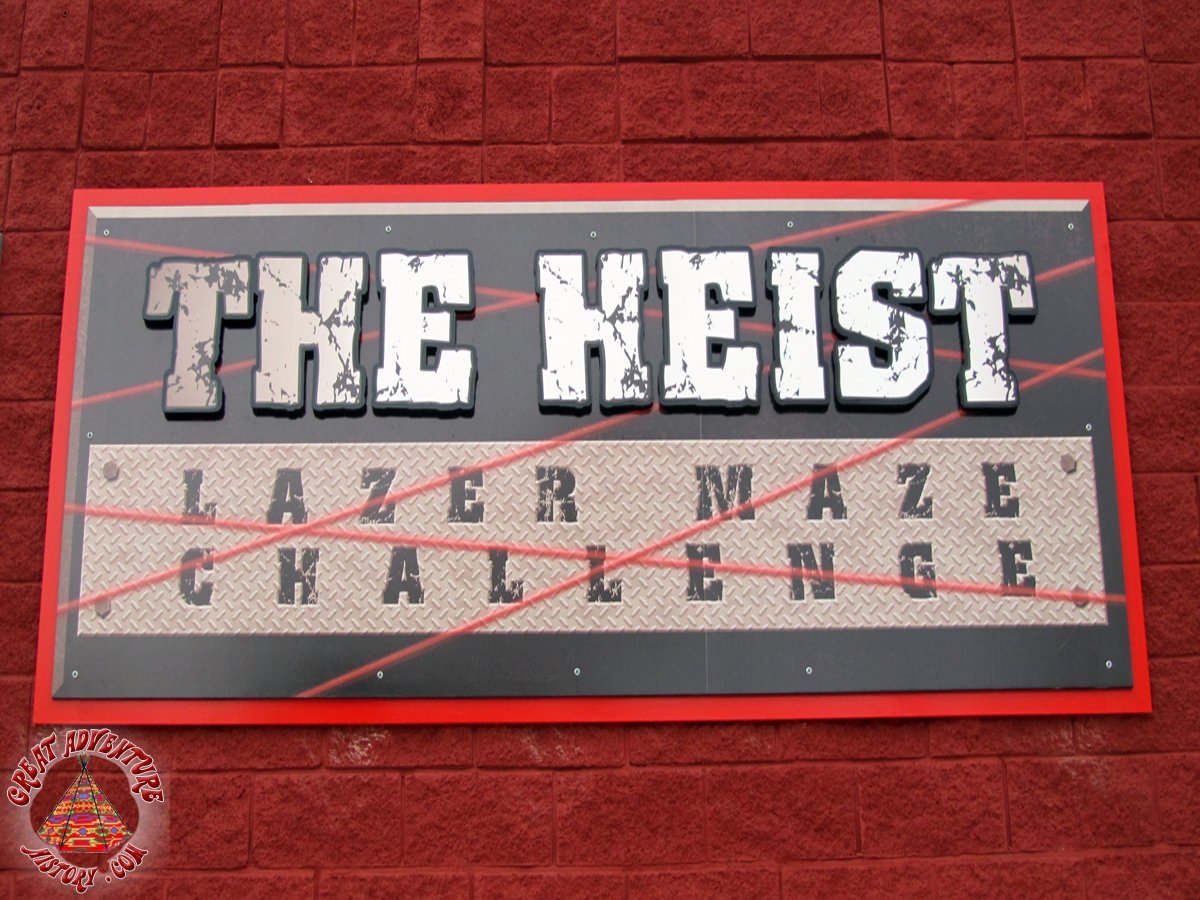 THE HEIST
LAZER MAZE
CHALLENGE
GREAT ADVENTURE
HISTORY.COM